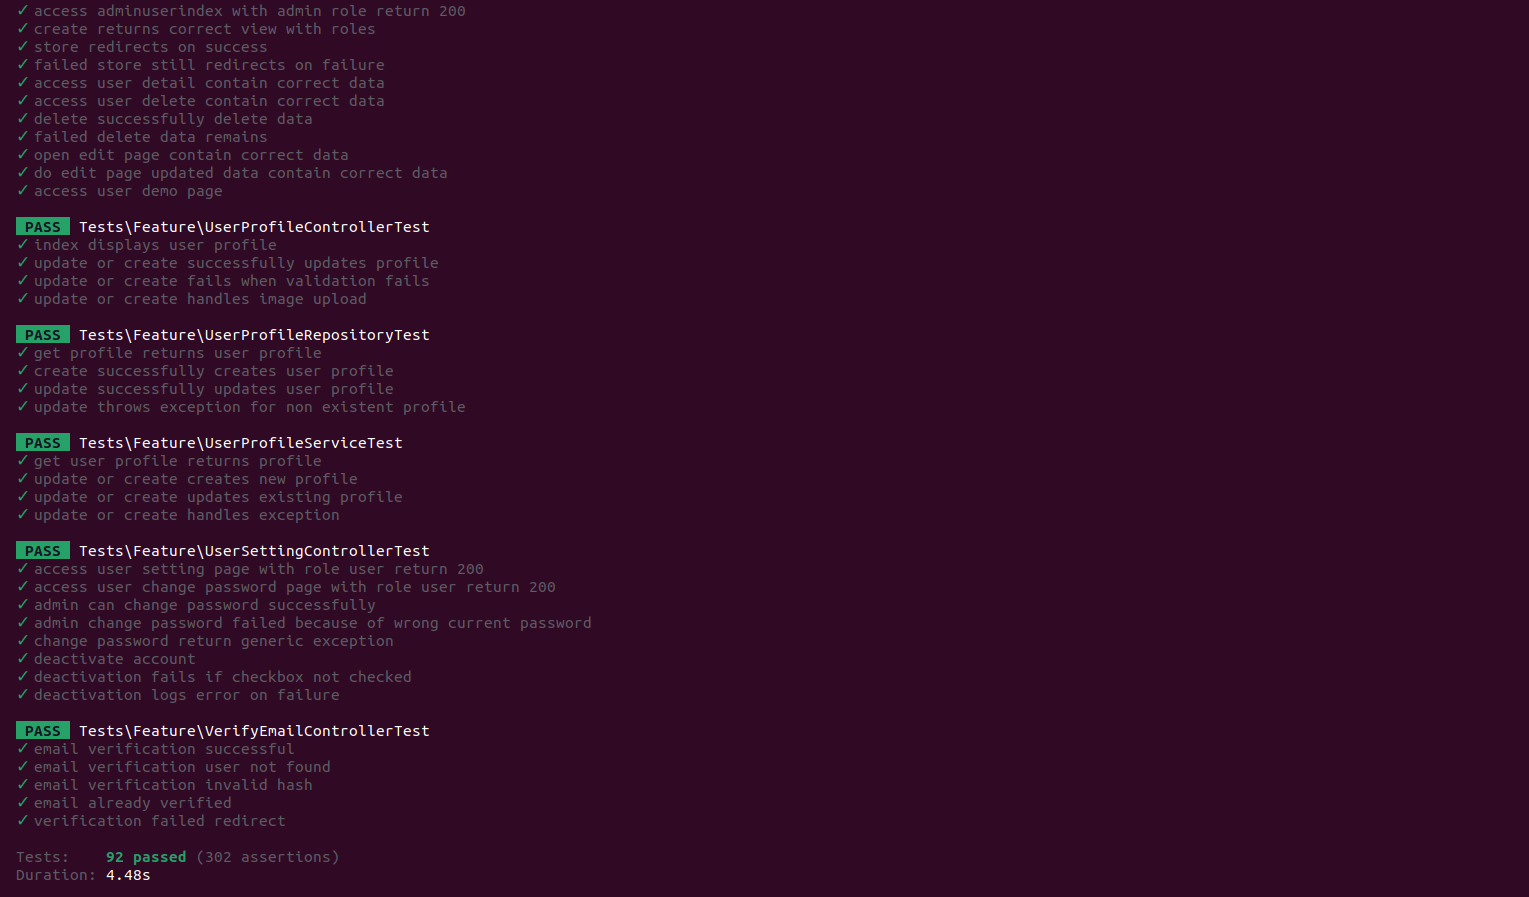 ✓ access adminuserindex with admin role return 200
✓ create returns correct view with roles
✓ store redirects on success
✓ failed store still redirects on failure
✓ access user detail contain correct data
✓ access user delete contain correct data
✓ delete successfully delete data
✓ failed delete data remains
✓ open edit page contain correct data
✓ do edit page updated data contain correct data
✓ access user demo page
PASS Tests\Feature\UserProfileControllerTest
✓ index displays user profile
✓ update or create successfully updates profile
✓ update or create fails when validation fails
✓ update or create handles image upload
PASS Tests\Feature\UserProfileRepositoryTest
✓ get profile returns user profile
✓ create successfully creates user profile
✓ update successfully updates user profile
✓ update throws exception for non existent profile
PASS Tests\Feature\UserProfileServiceTest
✓ get user profile returns profile
✓ update or create creates new profile
✓ update or create updates existing profile
✓ update or create handles exception
PASS Tests\Feature\UserSettingControllerTest
✓ access user setting page with role user return 200
✓ access user change password page with role user return 200
✓ admin can change password successfully
✓ admin change password failed because of wrong current password
✓ change password return generic exception
✓ deactivate account
✓ deactivation fails if checkbox not checked
✓ deactivation logs error on failure
PASS Tests\Feature\VerifyEmailControllerTest
✓ email verification successful
✓ email verification user not found
✓ email verification invalid hash
✓ email already verified
✓ verification failed redirect
Tests: 92 passed (302 assertions)
Duration: 4.48s